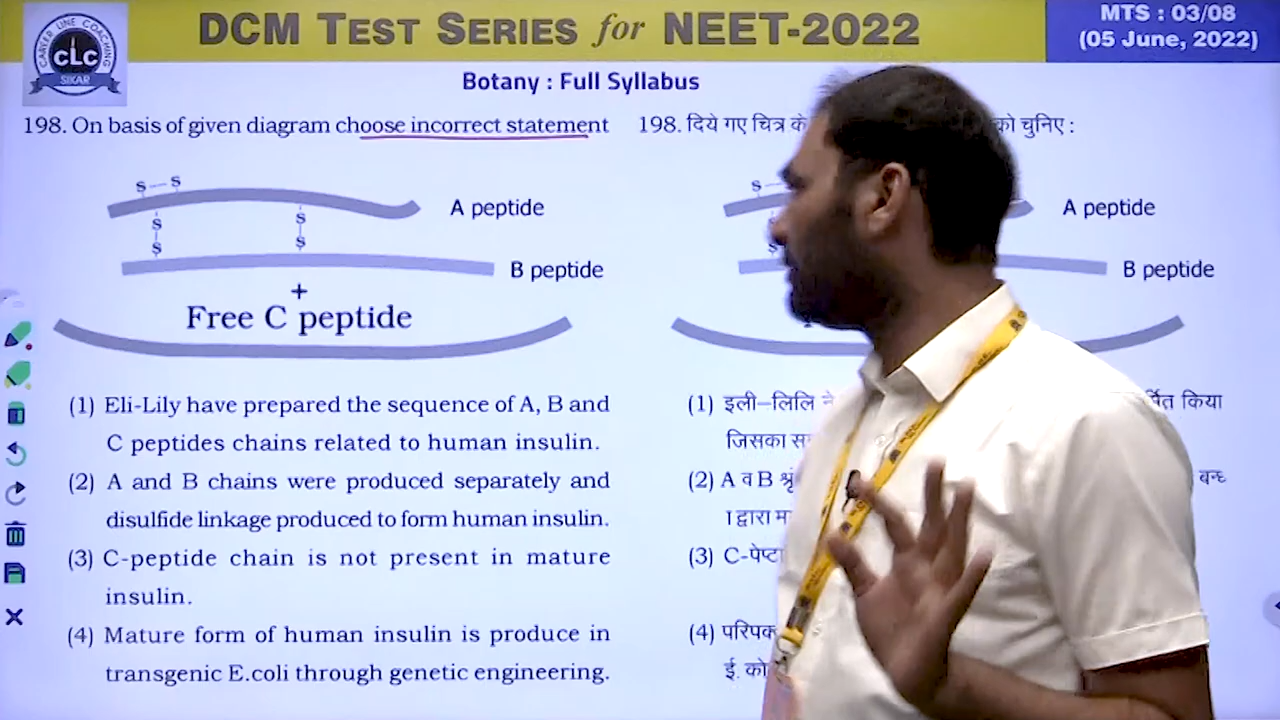 CAREER LINE COACHING
CLC
SIKAR
DCM TEST SERIES for NEET-2022
MTS : 03/08
(05 June, 2022)
Botany : Full Syllabus
198. On basis of given diagram choose incorrect statement
S S
A peptide
S S
S S
B peptide
+
Free C peptide
(1) Eli-Lily have prepared the sequence of A, B and
C peptides chains related to human insulin.
(2) A and B chains were produced separately and
disulfide linkage produced to form human insulin.
(3) C-peptide chain is not present in mature
insulin.
(4) Mature form of human insulin is produce in
transgenic E.coli through genetic engineering.
198. दिये गए चित्र के को चुनिए :
S
A peptide
B peptide
(1) इली–लिलि ने किया
जिसका
(2) A व B बन्ध
द्वारा
(3)
(4)
ई.